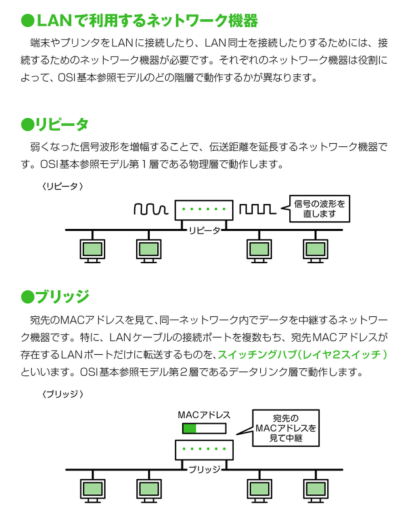 ●LANで利用するネットワーク機器
端末やプリンタをLANに接続したり、LAN同士を接続したりするためには、接
続するためのネットワーク機器が必要です。それぞれのネットワーク機器は役割に
よって、OSI基本参照モデルのどの階層で動作するかが異なります。
●リピータ
弱くなった信号波形を増幅することで、伝送距離を延長するネットワーク機器で
す。OSI基本参照モデル第1層である物理層で動作します。
〈リピータ〉
信号の波形を
直します
リピータ
●ブリッジ
宛先のMACアドレスを見て、同一ネットワーク内でデータを中継するネットワー
ク機器です。特に、LANケーブルの接続ポートを複数もち、宛先MACアドレスが
存在するLANポートだけに転送するものを、スイッチングハブ(レイヤ2スイッチ)
といいます。OSI基本参照モデル第2層であるデータリンク層で動作します。
〈ブリッジ〉
MACアドレス
宛先の
MACアドレスを
見て中継
ブリッジ